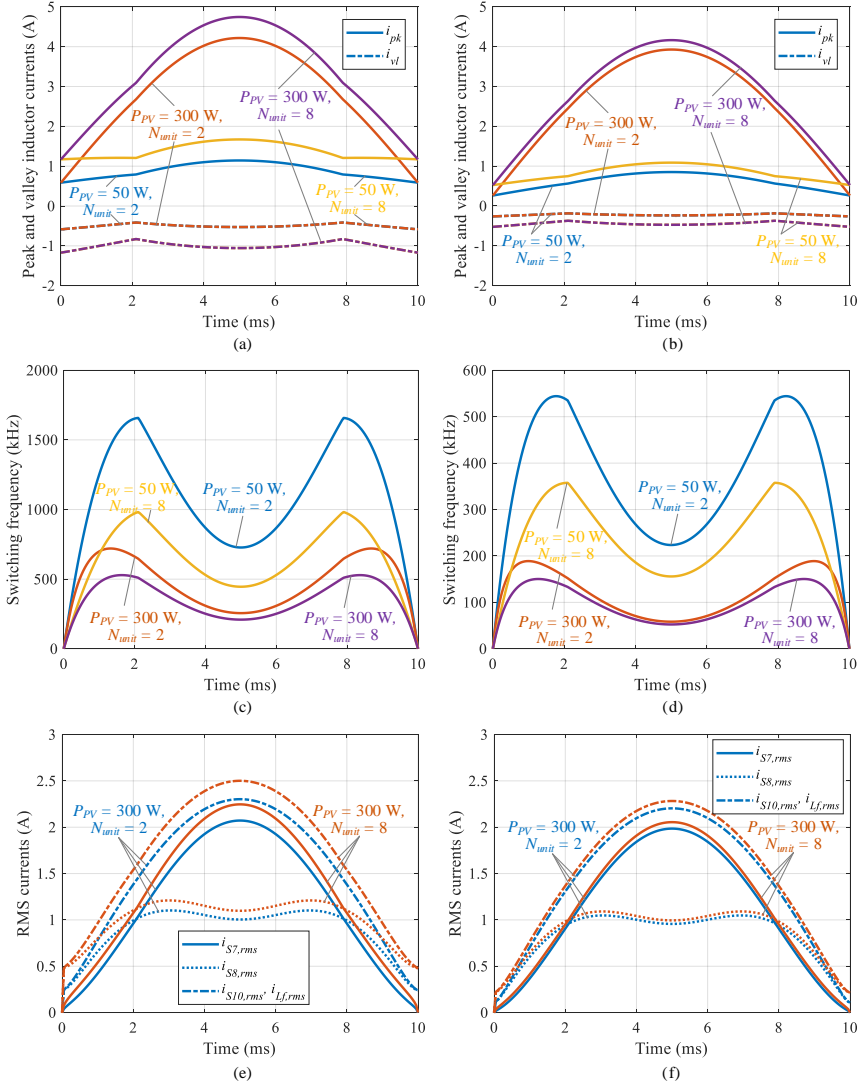 Peak and valley inductor currents (A)
5
4
3
2
1
0
-1
-2
i_pk
i_vl
P_PV = 300 W,
N_unit = 2
P_PV = 300 W,
N_unit = 8
P_PV = 50 W,
N_unit = 2
P_PV = 50 W,
N_unit = 8
0 2 4 6 8 10
Time (ms)
(a)
Peak and valley inductor currents (A)
5
4
3
2
1
0
-1
-2
i_pk
i_vl
P_PV = 300 W,
N_unit = 2
P_PV = 300 W,
N_unit = 8
P_PV = 50 W,
N_unit = 2
P_PV = 50 W,
N_unit = 8
0 2 4 6 8 10
Time (ms)
(b)
Switching frequency (kHz)
2000
1500
1000
500
0
P_PV = 50 W,
N_unit = 8
P_PV = 50 W,
N_unit = 2
P_PV = 300 W,
N_unit = 2
P_PV = 300 W,
N_unit = 8
0 2 4 6 8 10
Time (ms)
(c)
Switching frequency (kHz)
600
500
400
300
200
100
0
P_PV = 50 W,
N_unit = 2
P_PV = 50 W,
N_unit = 8
P_PV = 300 W,
N_unit = 2
P_PV = 300 W,
N_unit = 8
0 2 4 6 8 10
Time (ms)
(d)
RMS currents (A)
3
2.5
2
1.5
1
0.5
0
P_PV = 300 W,
N_unit = 2
P_PV = 300 W,
N_unit = 8
i_S7,rms
i_S8,rms
i_S10,rms, i_Lf,rms
0 2 4 6 8 10
Time (ms)
(e)
RMS currents (A)
3
2.5
2
1.5
1
0.5
0
i_S7,rms
i_S8,rms
i_S10,rms, i_Lf,rms
P_PV = 300 W,
N_unit = 2
P_PV = 300 W,
N_unit = 8
0 2 4 6 8 10
Time (ms)
(f)